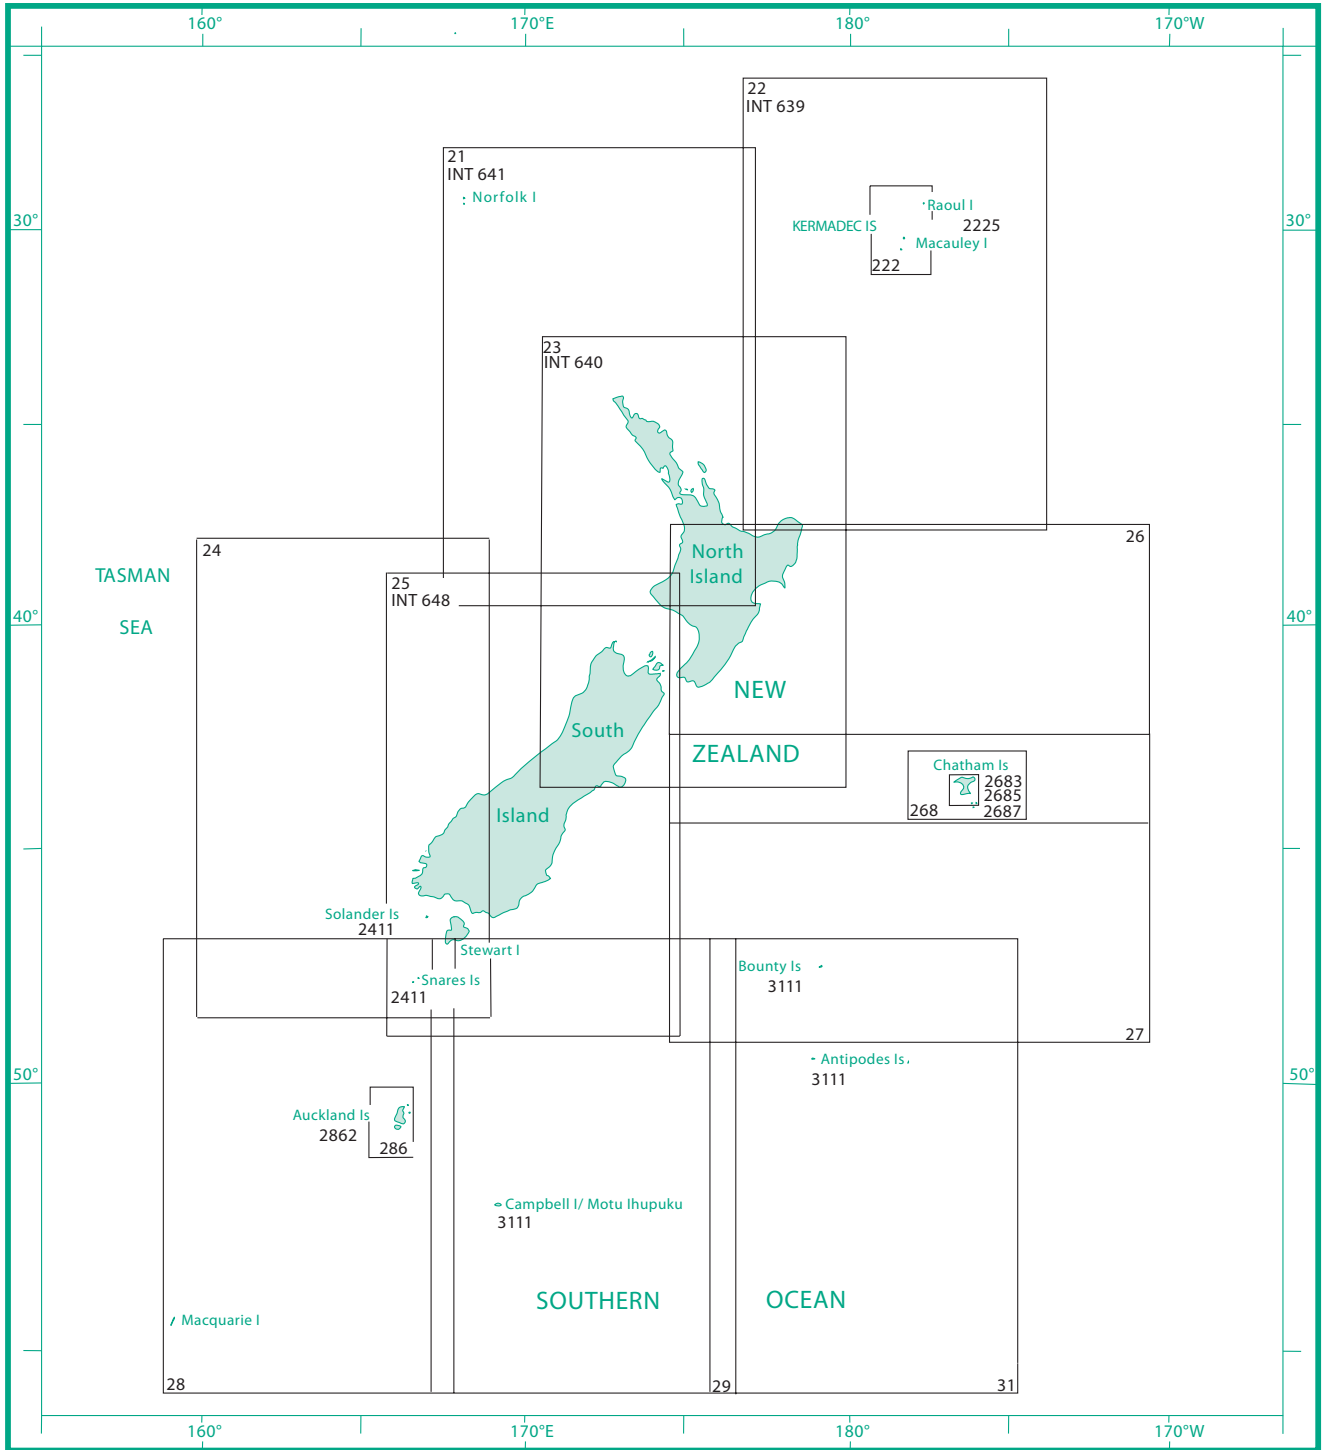 160°
170°E
180°
170°W
22
INT 639
21
INT 641
Norfolk I
Raoul I
30°
KERMADEC IS
2225
30°
Macauley I
222
23
INT 640
24
26
North
Island
TASMAN
25
INT 648
40°
SEA
40°
NEW
South
ZEALAND
Chatham Is
2683
2685
268
2687
Island
Solander Is
2411
Stewart I
Bounty Is
Snares Is
3111
2411
27
Antipodes Is
50°
3111
50°
Auckland Is
2862
286
Campbell I/ Motu Ihupuku
3111
SOUTHERN
OCEAN
Macquarie I
28
29
31
160°
170°E
180°
170°W